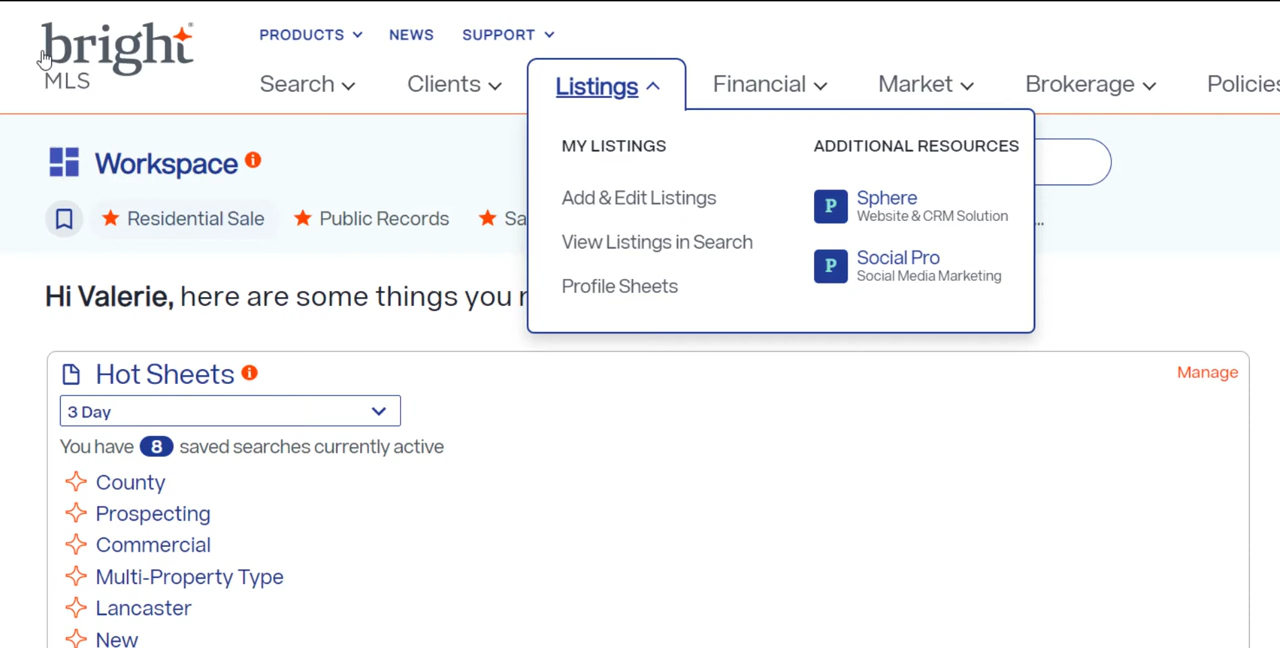 bright
MLS
PRODUCTS NEWS SUPPORT
Search Clients Listings Financial Market Brokerage Policies
MY LISTINGS
Add & Edit Listings
View Listings in Search
Profile Sheets
ADDITIONAL RESOURCES
P Sphere
Website & CRM Solution
P Social Pro
Social Media Marketing
Workspace
Residential Sale Public Records Sa
...
Hi Valerie, here are some things you
Hot Sheets
Manage
3 Day
You have 8 saved searches currently active
County
Prospecting
Commercial
Multi-Property Type
Lancaster
New